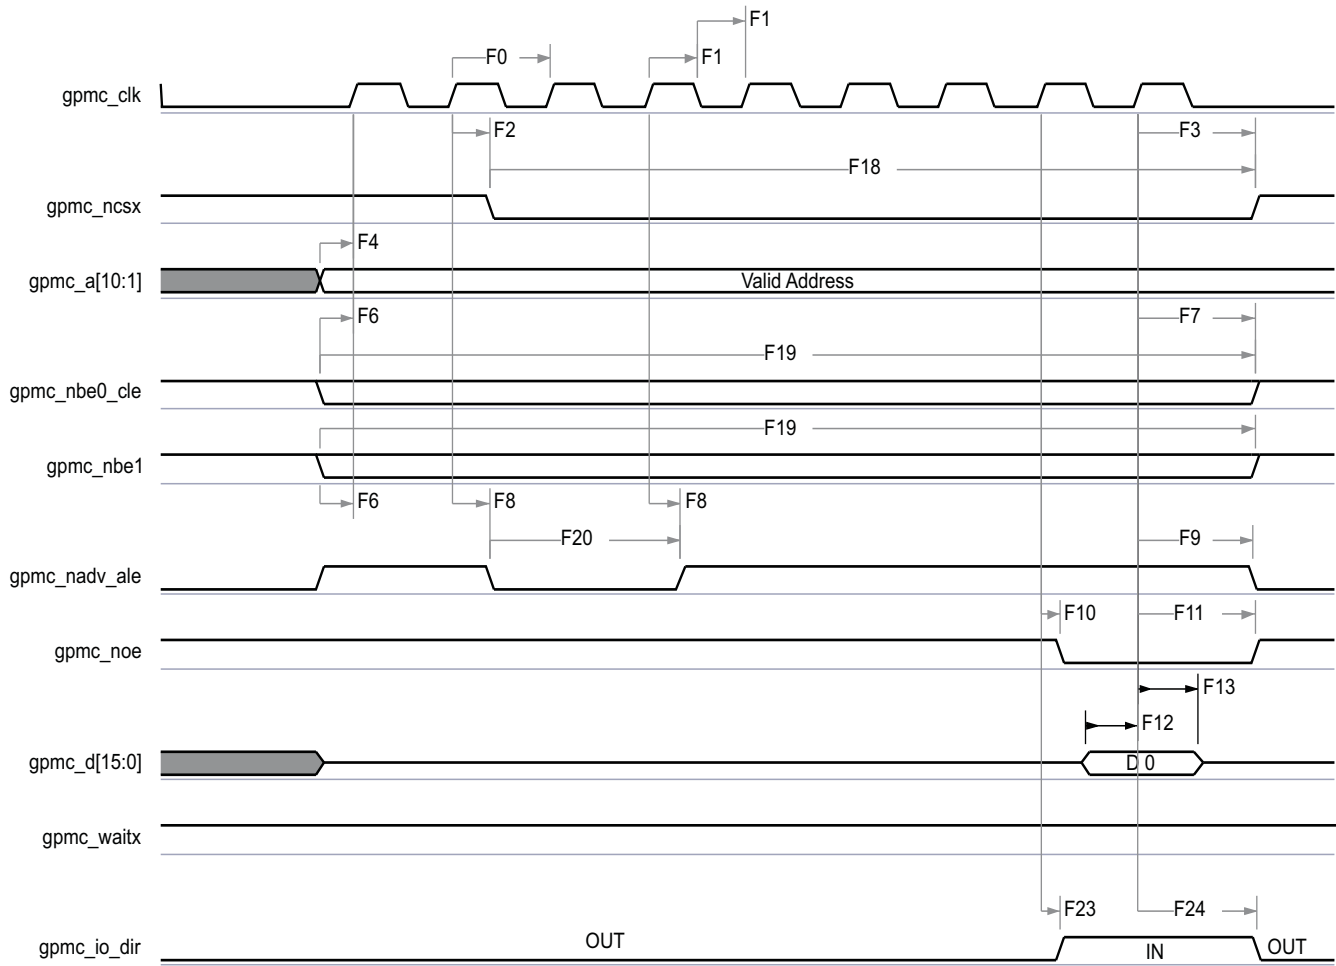 F1
F0
F1
gpmc_clk
F2
F3
F18
gpmc_ncsx
F4
gpmc_a[10:1]
Valid Address
F6
F7
F19
gpmc_nbe0_cle
F19
gpmc_nbe1
F6
F8
F8
F20
F9
gpmc_nadv_ale
F10
F11
gpmc_noe
F13
F12
gpmc_d[15:0]
D 0
gpmc_waitx
F23
F24
gpmc_io_dir
OUT
IN
OUT